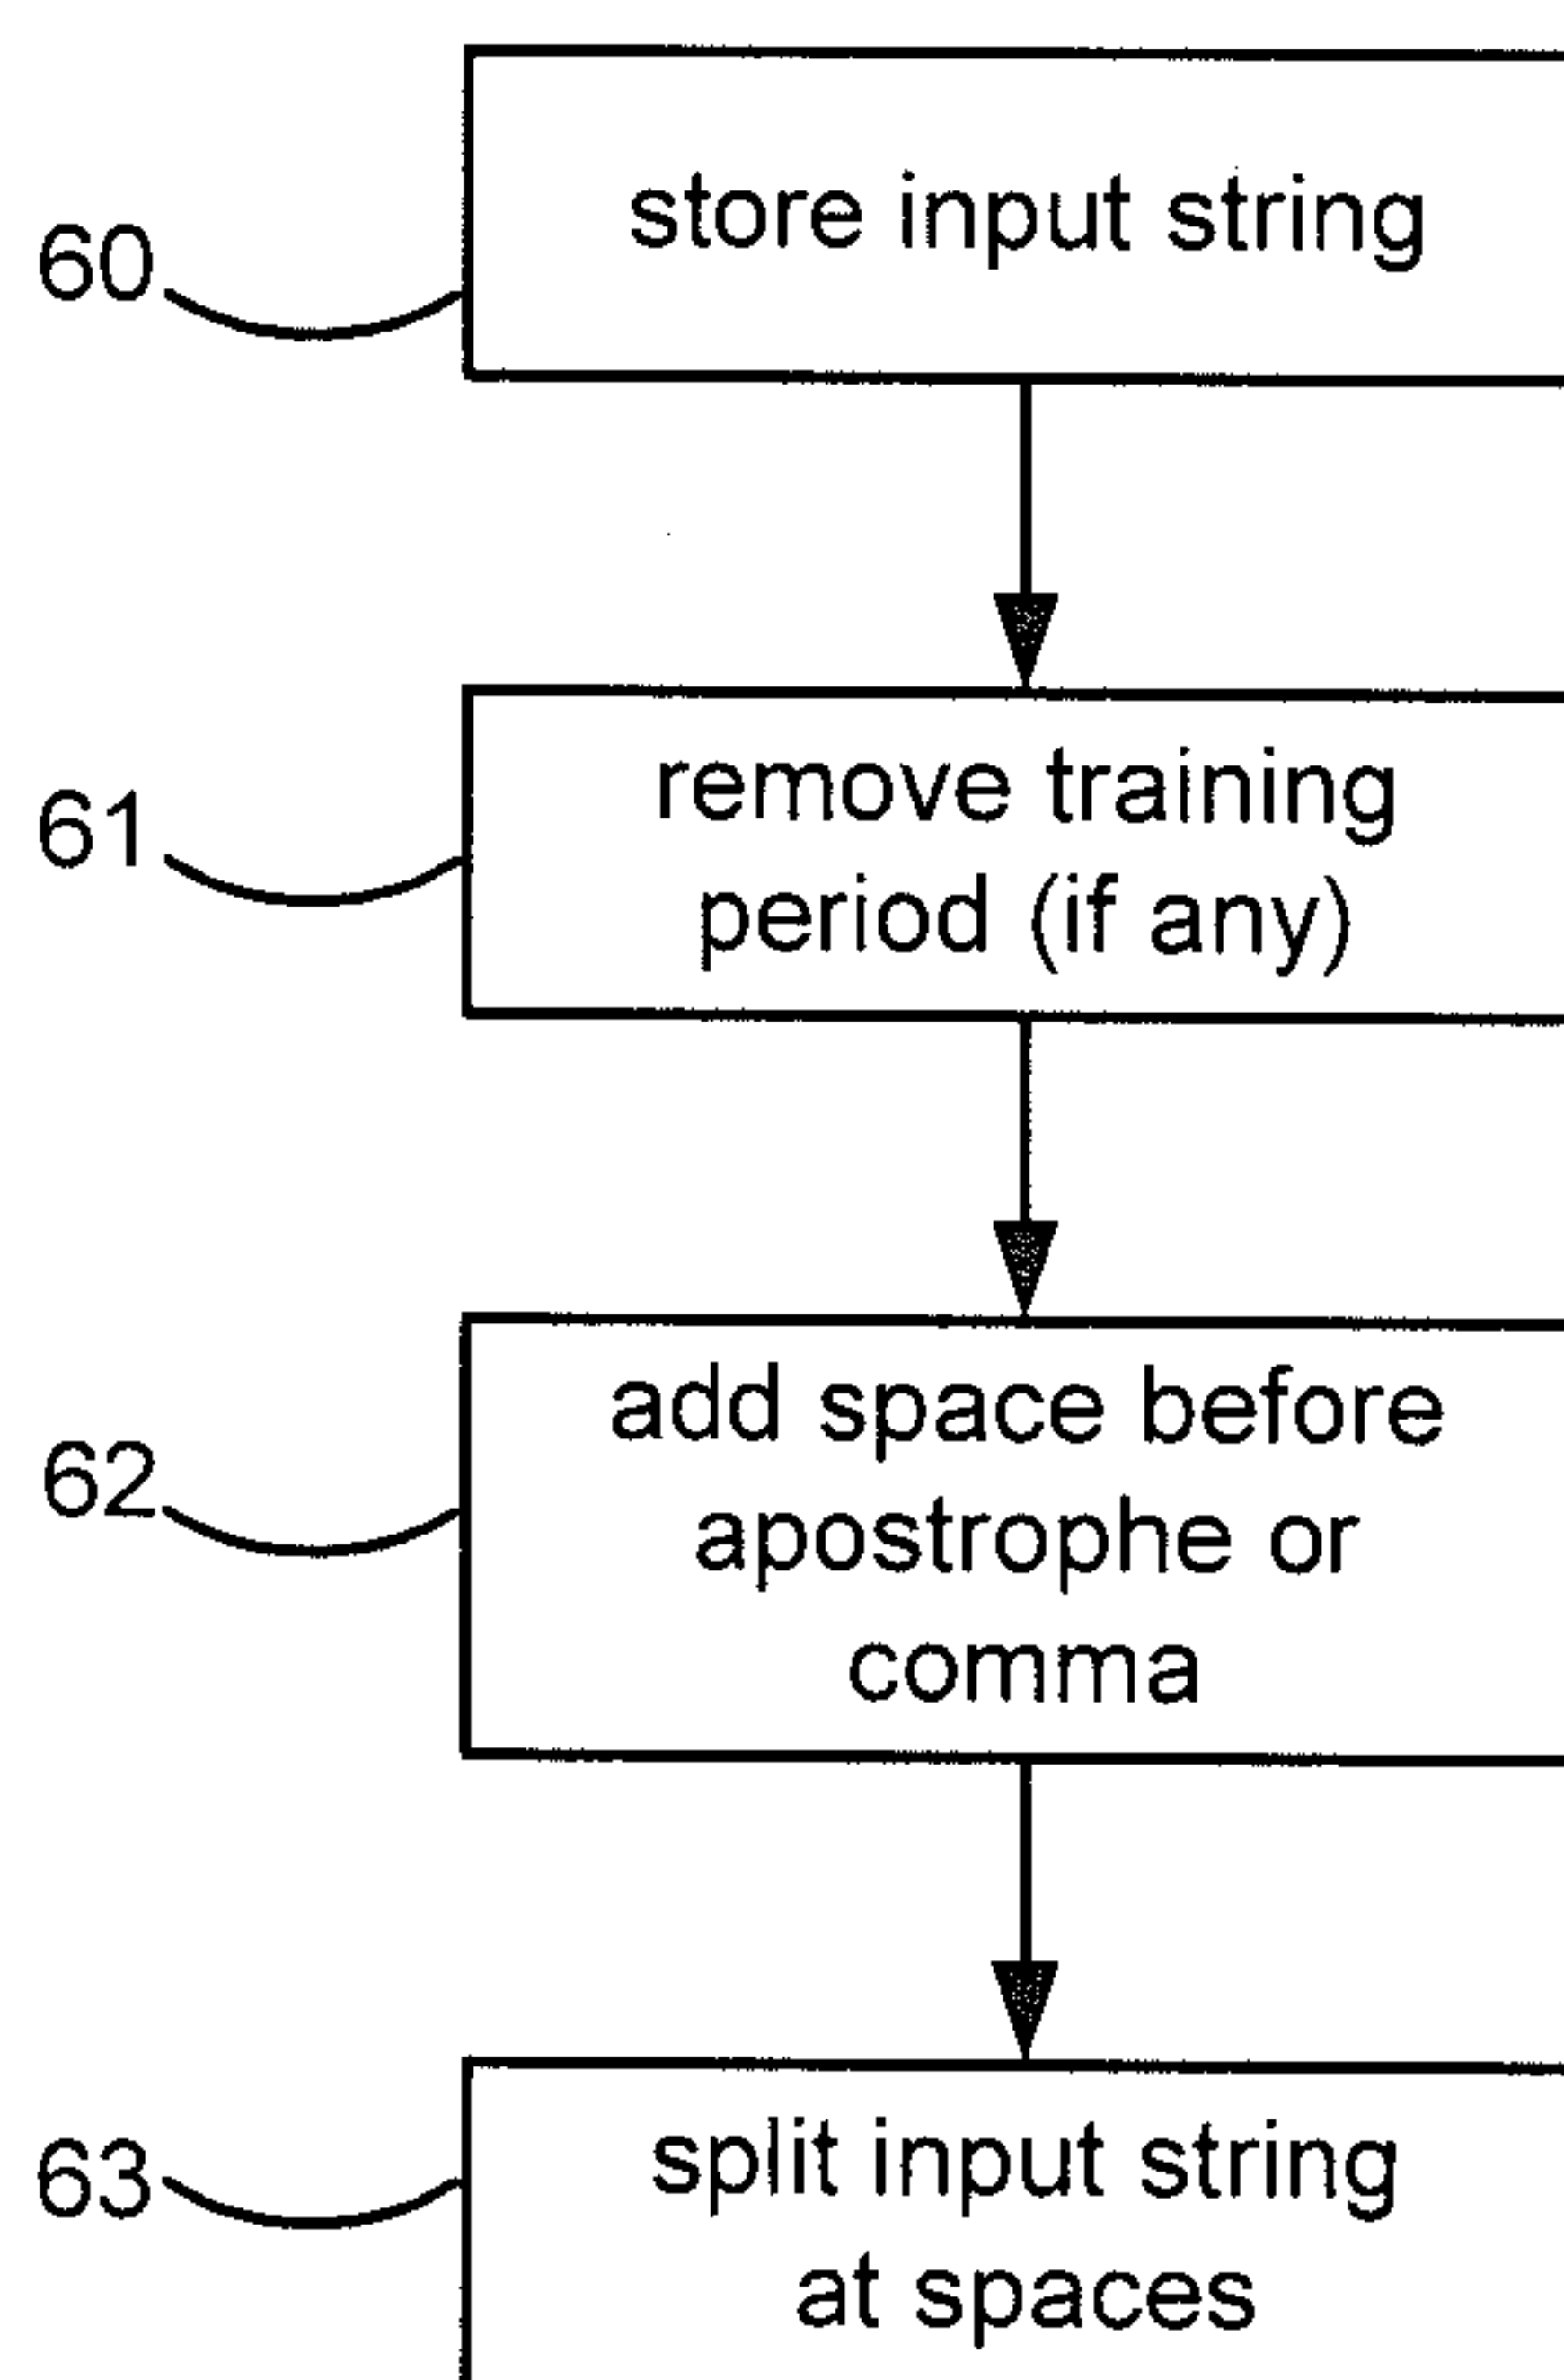 60
store input string
61
remove training
period (if any)
62
add space before
apostrophe or
comma
63
split input string
at spaces